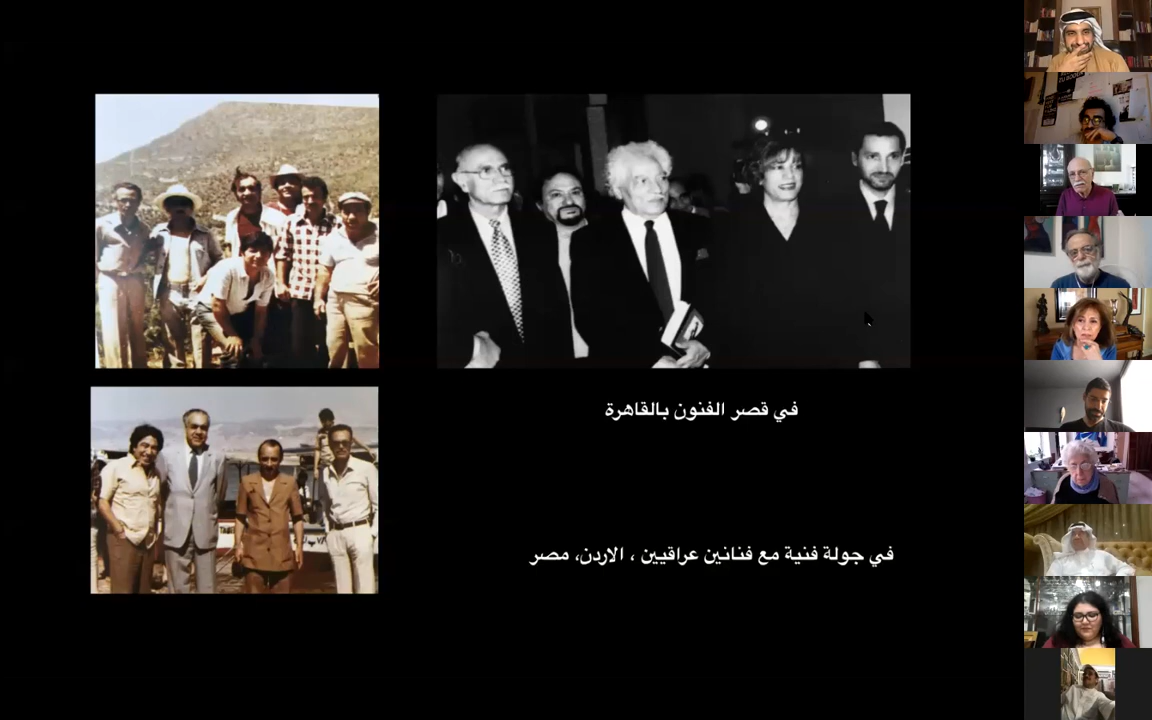 في قصر الفنون بالقاهرة
في جولة فنية مع فنانين عراقيين ، الاردن، مصر